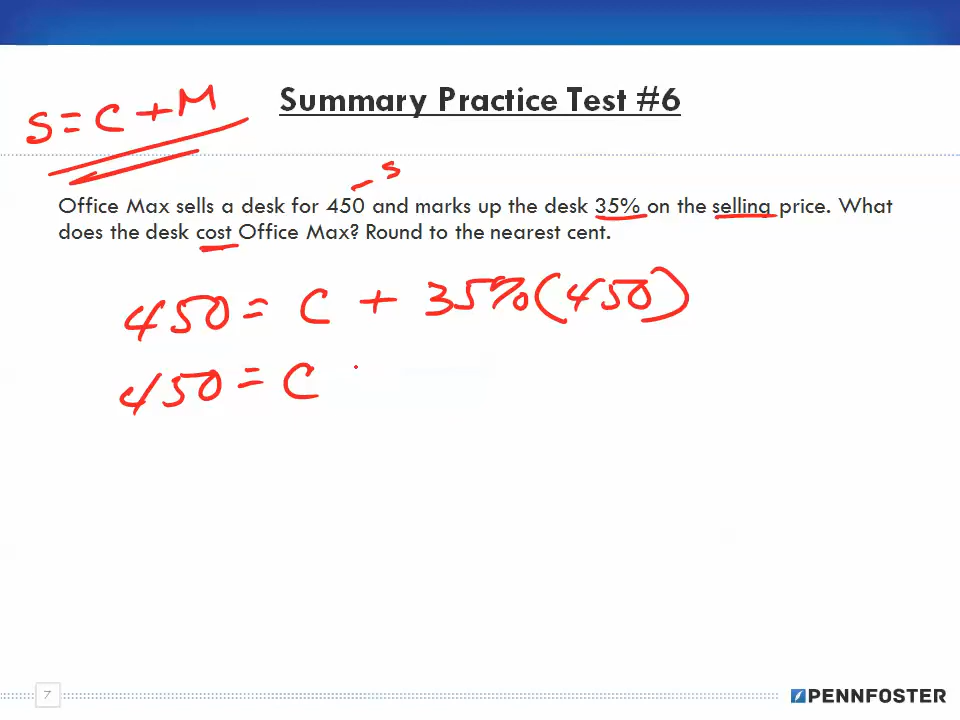 Summary Practice Test #6
S = C + M
S
Office Max sells a desk for 450 and marks up the desk 35% on the selling price. What
does the desk cost Office Max? Round to the nearest cent.
450 = C + 35%(450)
450 = C
7
PENNFOSTER